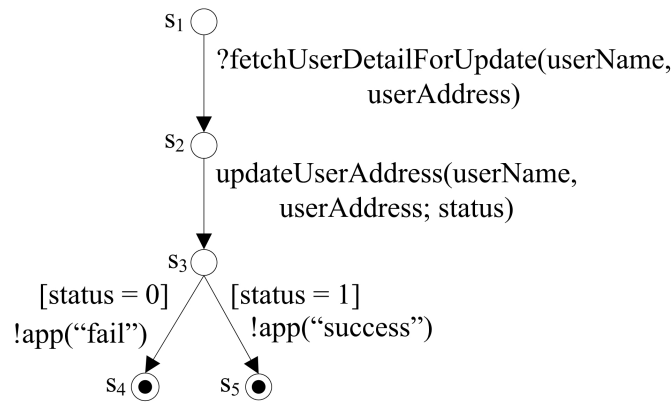 s1
?fetchUserDetailForUpdate(userName,
userAddress)
s2
updateUserAddress(userName,
userAddress; status)
s3
[status = 0]
[status = 1]
!app(“fail”)
!app(“success”)
s4
s5